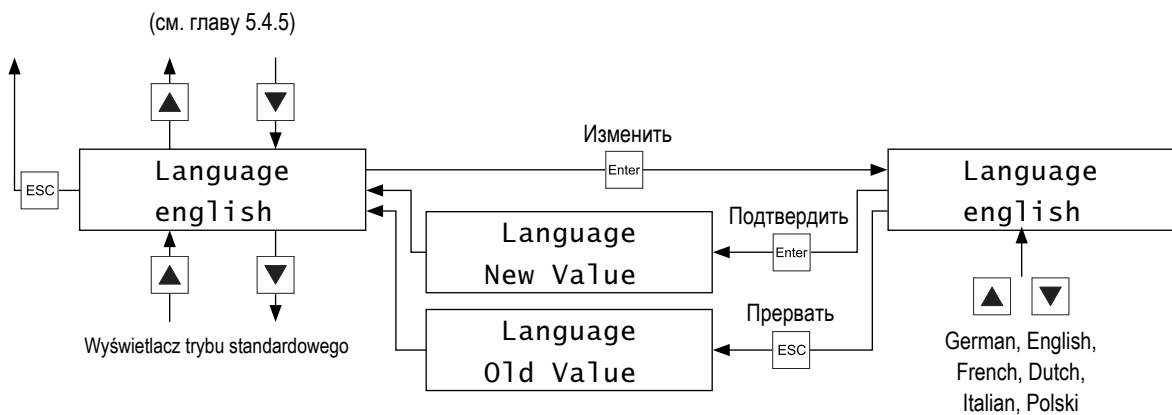 (см. главу 5.4.5)
Изменить
Language
english
ESC
Enter
Language
english
Подтвердить
Enter
Language
New Value
Прервать
ESC
Language
Old Value
Wyświetlacz trybu standardowego
German, English,
French, Dutch,
Italian, Polski